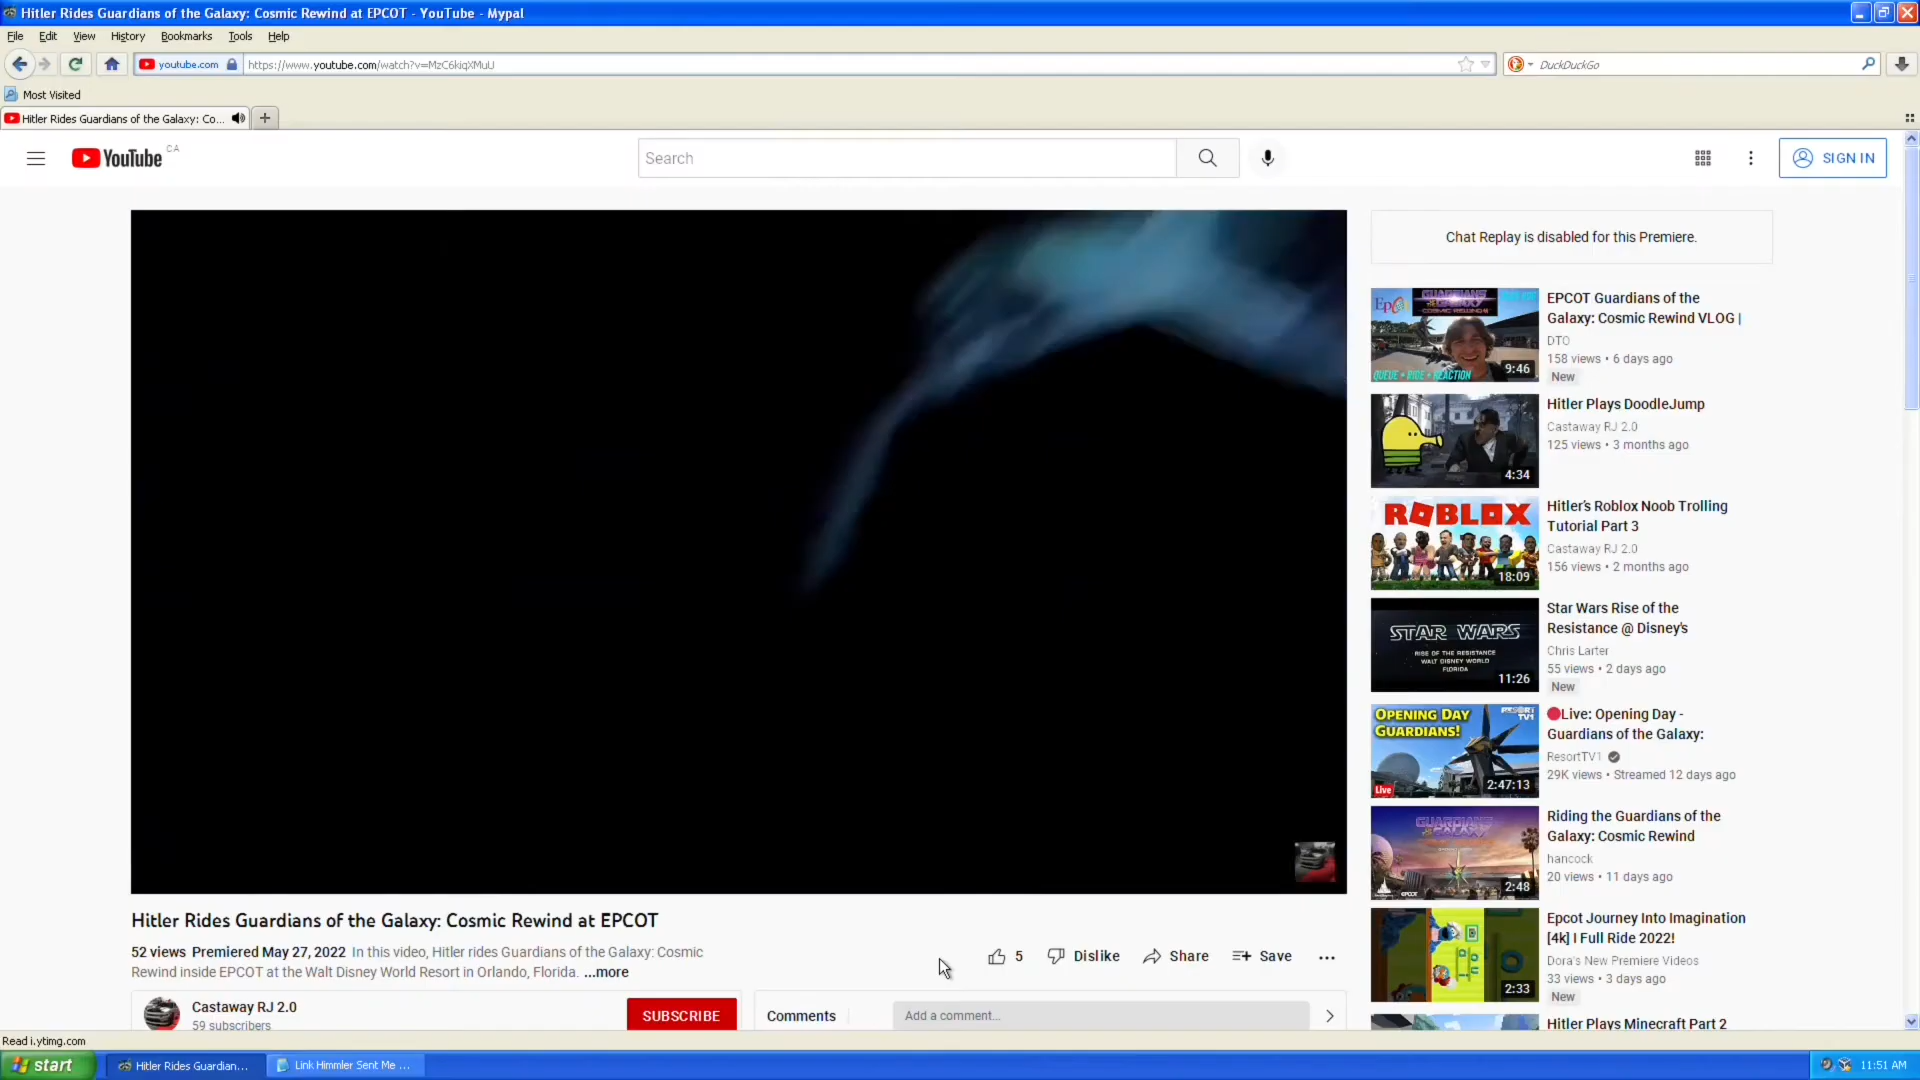 Hitler Rides Guardians of the Galaxy: Cosmic Rewind at EPCOT - YouTube - Mypal
File Edit View History Bookmarks Tools Help
youtube.com https://www.youtube.com/watch?v=MzC6kiqXMuU DuckDuckGo
Most Visited
Hitler Rides Guardians of the Galaxy: Co...
YouTube CA
Search
SIGN IN
Chat Replay is disabled for this Premiere.
EPCOT Guardians of the
Galaxy: Cosmic Rewind VLOG |
DTO
158 views • 6 days ago
New
QUEUE • RIDE • REACTION
9:46
Hitler Plays DoodleJump
Castaway RJ 2.0
125 views • 3 months ago
4:34
Hitler's Roblox Noob Trolling
Tutorial Part 3
Castaway RJ 2.0
156 views • 2 months ago
ROBLOX
18:09
Star Wars Rise of the
Resistance @ Disney's
Chris Larter
55 views • 2 days ago
New
STAR WARS
RISE OF THE RESISTANCE
WALT DISNEY WORLD
FLORIDA
11:26
Live: Opening Day -
Guardians of the Galaxy:
ResortTV1
29K views • Streamed 12 days ago
OPENING DAY
GUARDIANS!
RESORT
TV1
Live
2:47:13
Riding the Guardians of the
Galaxy: Cosmic Rewind
hancock
20 views • 11 days ago
2:48
Epcot Journey Into Imagination
[4k] I Full Ride 2022!
Dora's New Premiere Videos
33 views • 3 days ago
New
2:33
Hitler Plays Minecraft Part 2
Hitler Rides Guardians of the Galaxy: Cosmic Rewind at EPCOT
52 views Premiered May 27, 2022 In this video, Hitler rides Guardians of the Galaxy: Cosmic
Rewind inside EPCOT at the Walt Disney World Resort in Orlando, Florida. ...more
5 Dislike Share Save
Castaway RJ 2.0
59 subscribers
SUBSCRIBE
Comments
Add a comment...
Read i.ytimg.com
start
Hitler Rides Guardian...
Link Himmler Sent Me ...
11:51 AM